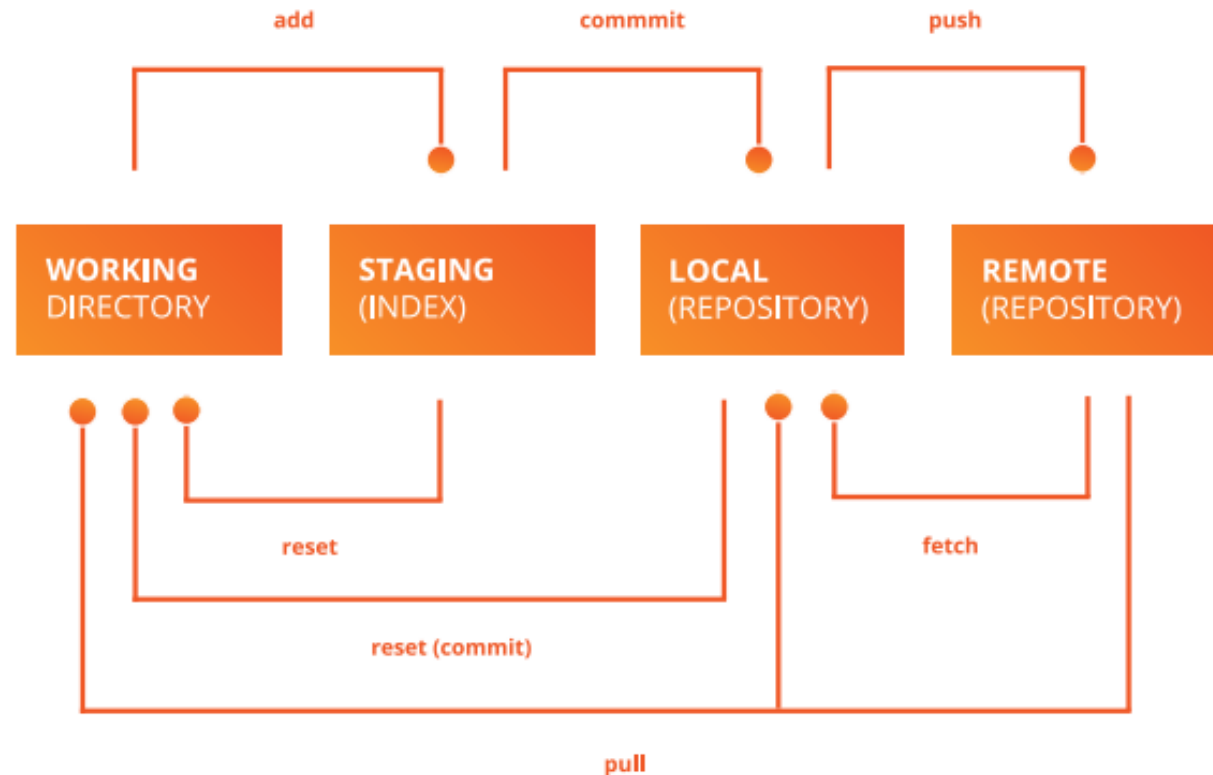 add
commmit
push
WORKING
DIRECTORY
STAGING
(INDEX)
LOCAL
(REPOSITORY)
REMOTE
(REPOSITORY)
reset
fetch
reset (commit)
pull